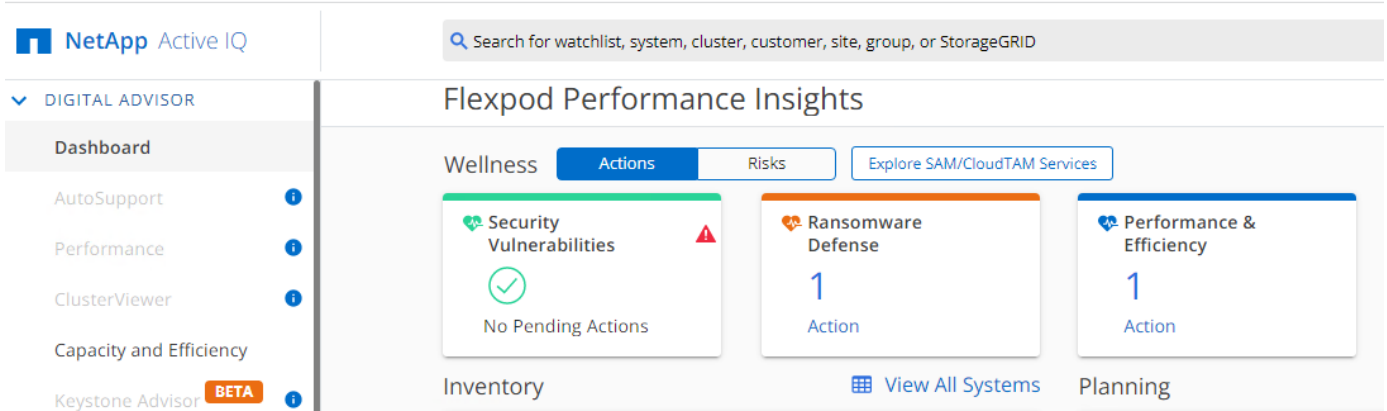 NetApp Active IQ
Search for watchlist, system, cluster, customer, site, group, or StorageGRID
DIGITAL ADVISOR
Dashboard
AutoSupport
Performance
ClusterViewer
Capacity and Efficiency
Keystone Advisor BETA
Flexpod Performance Insights
Wellness Actions Risks Explore SAM/CloudTAM Services
Security
Vulnerabilities
No Pending Actions
Ransomware
Defense
1
Action
Performance &
Efficiency
1
Action
Inventory View All Systems Planning